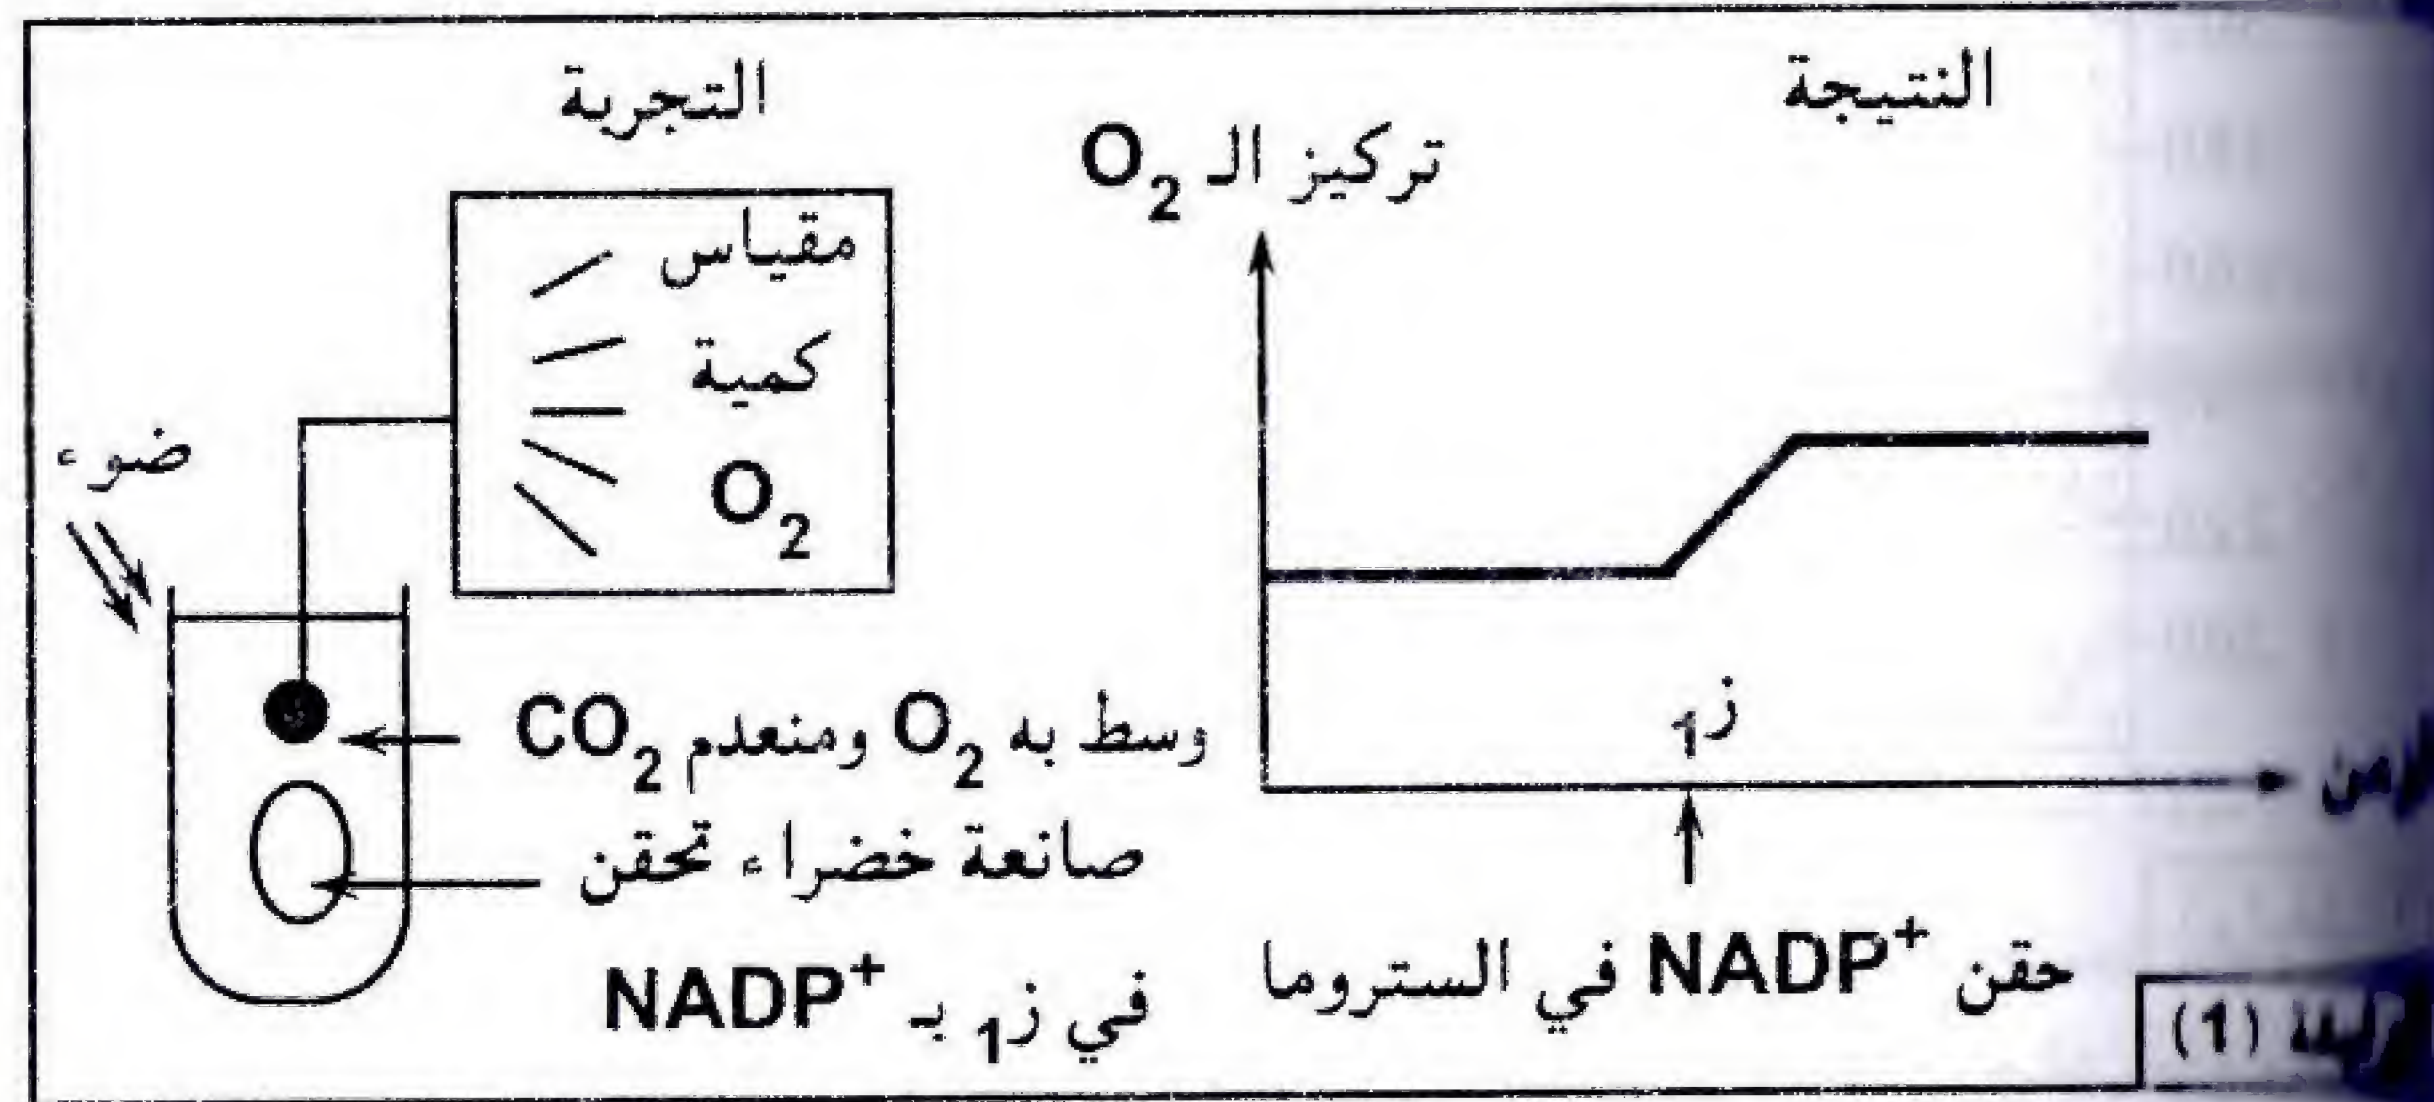 التجربة
النتيجة
تركيز الـ O2
مقياس
كمية
O2
ضوء
وسط به O2 ومنعدم CO2
صانعة خضراء تحقن
في ز1 بـ NADP+
ز1
حقن NADP+ في الستروما
(1)